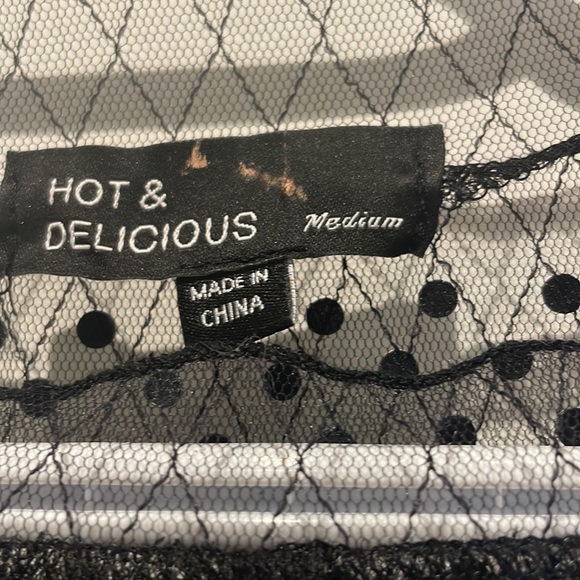 HOT &
DELICIOUS
Medium
MADE IN
CHINA